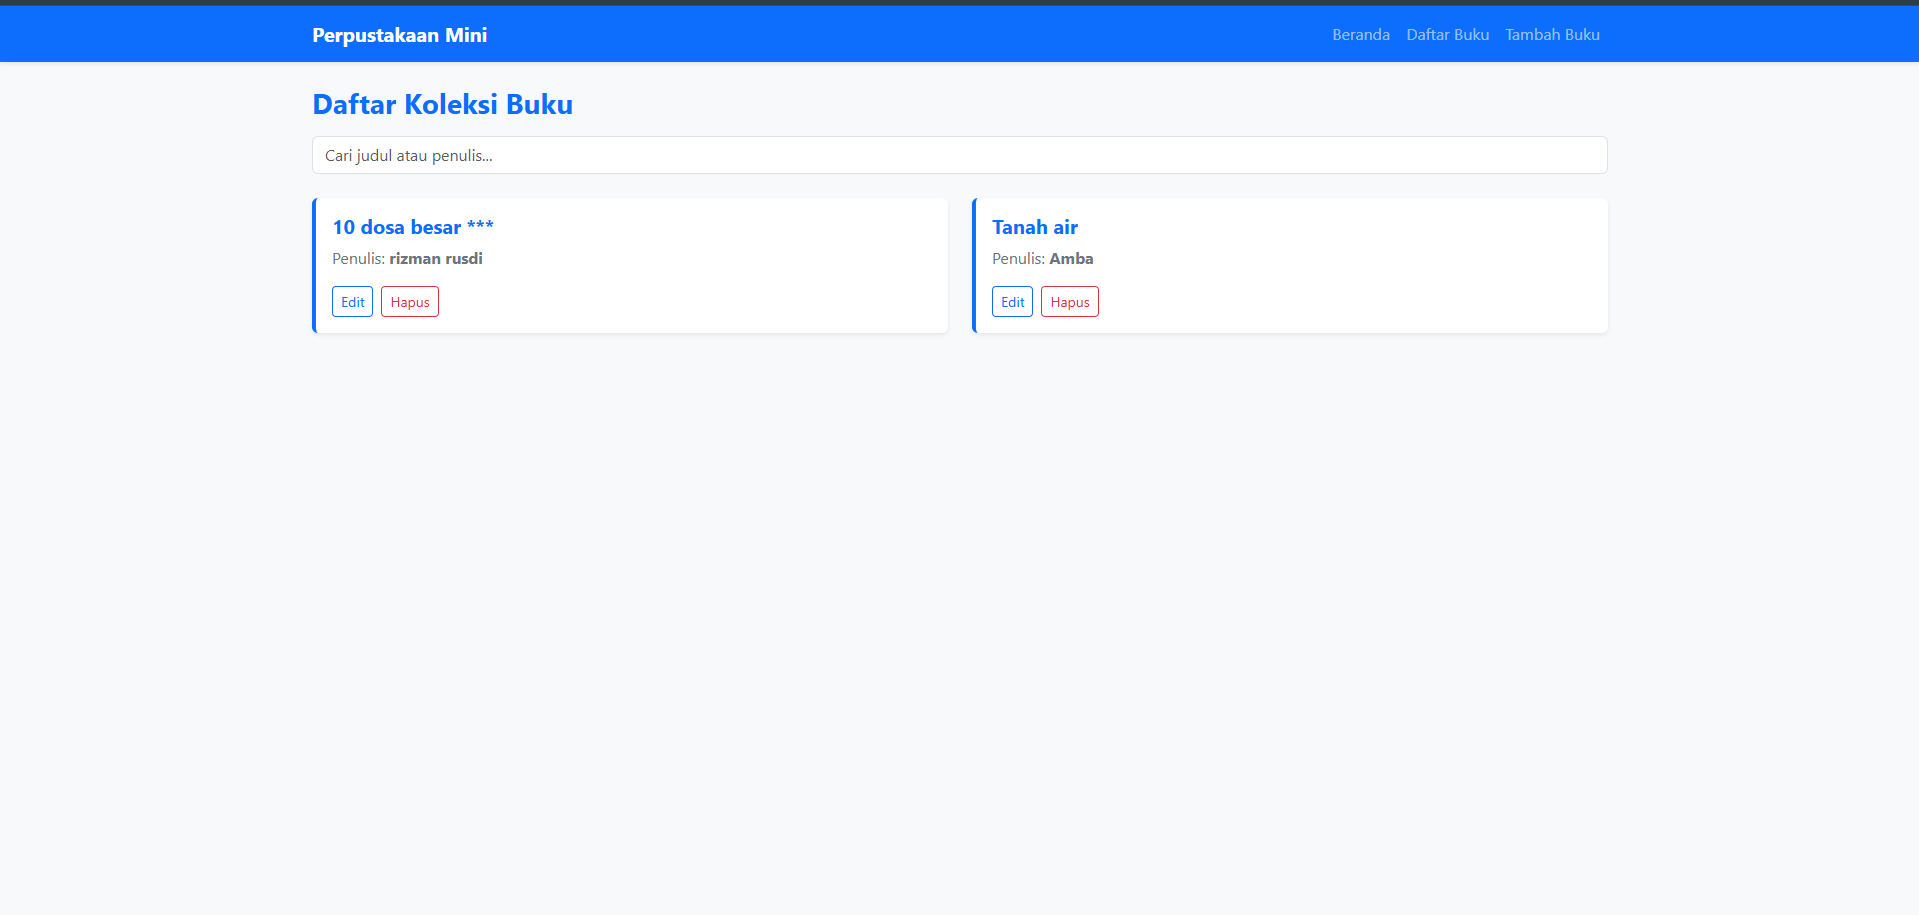 Perpustakaan Mini
Beranda Daftar Buku Tambah Buku
Daftar Koleksi Buku
Cari judul atau penulis...
10 dosa besar ***
Penulis: rizman rusdi
Edit Hapus
Tanah air
Penulis: Amba
Edit Hapus